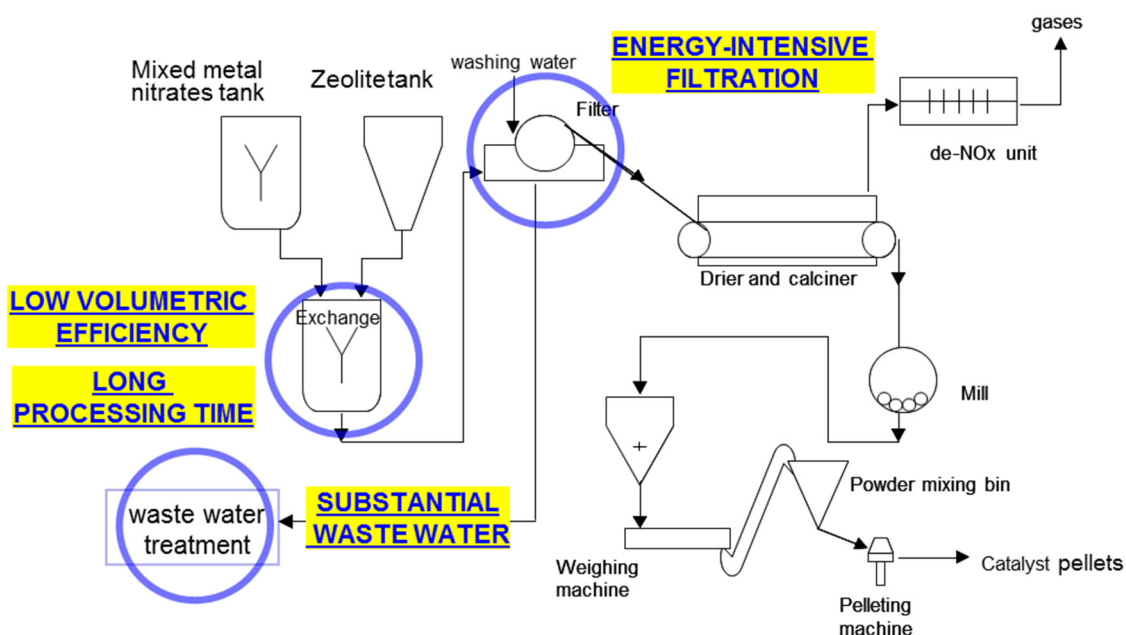 gases
ENERGY-INTENSIVE
FILTRATION
washing water
Mixed metal
nitrates tank
Zeolitetank
Filter
de-NOx unit
Drier and calciner
LOW VOLUMETRIC
EFFICIENCY
Exchange
LONG
PROCESSING TIME
Mill
Powder mixing bin
SUBSTANTIAL
WASTE WATER
waste water
treatment
Weighing
machine
Catalyst pellets
Pelleting
machine